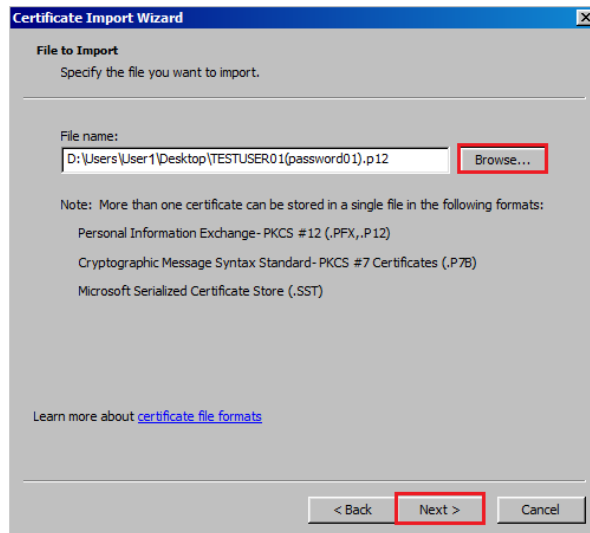 Certificate Import Wizard
File to Import
Specify the file you want to import.
File name:
D:\Users\User1\Desktop\TESTUSER01(password01).p12
Browse...
Note: More than one certificate can be stored in a single file in the following formats:
Personal Information Exchange- PKCS #12 (.PFX,.P12)
Cryptographic Message Syntax Standard- PKCS #7 Certificates (.P7B)
Microsoft Serialized Certificate Store (.SST)
Learn more about certificate file formats
< Back
Next >
Cancel